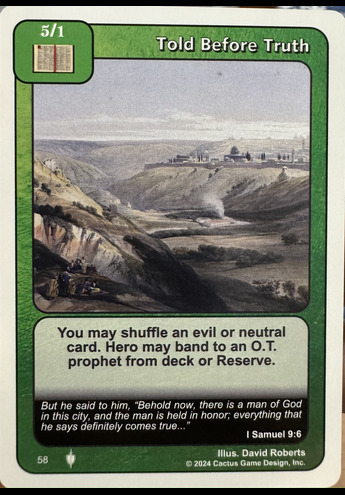 5/1
Told Before Truth
You may shuffle an evil or neutral
card. Hero may band to an O.T.
prophet from deck or Reserve.
But he said to him, "Behold now, there is a man of God
in this city, and the man is held in honor; everything that
he says definitely comes true..."
I Samuel 9:6
Illus. David Roberts
58
© 2024 Cactus Game Design, Inc.